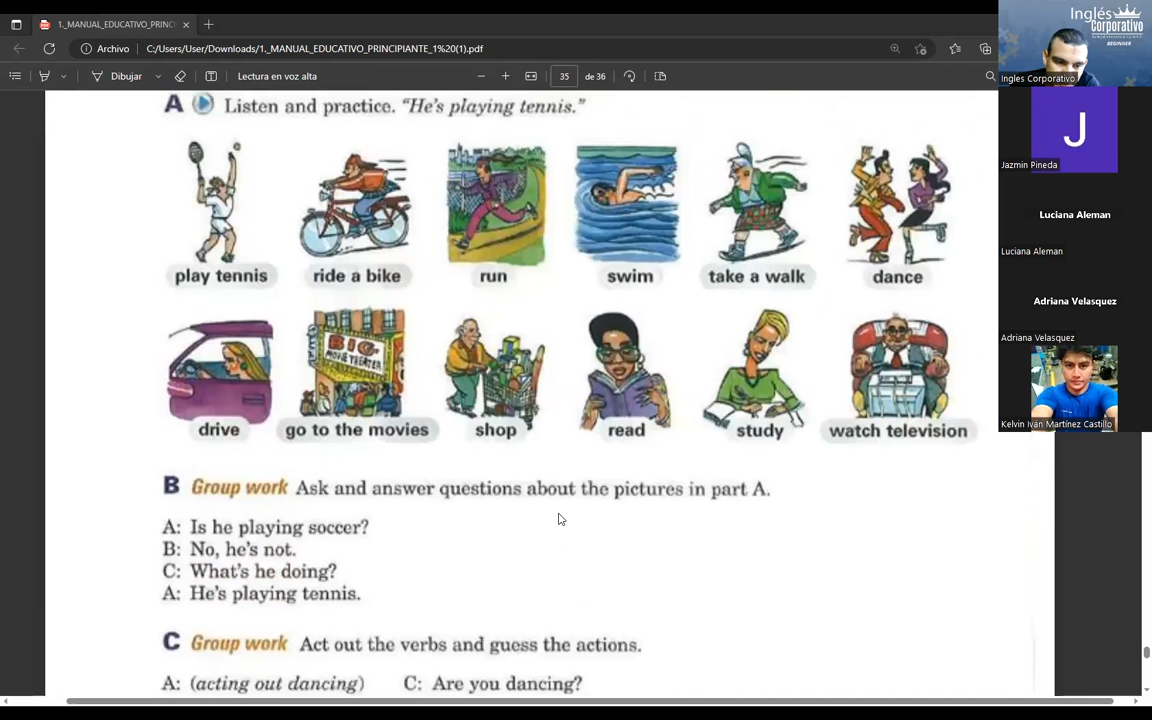 1._MANUAL_EDUCATIVO_PRINCI
Archivo
C:/Users/User/Downloads/1._MANUAL_EDUCATIVO_PRINCIPIANTE_1%20(1).pdf
Dibujar
Lectura en voz alta
35
de 36
Inglés
Corporativo
BEGINNER
Ingles Corporativo
J
Jazmin Pineda
Luciana Aleman
Luciana Aleman
Adriana Velasquez
Adriana Velasquez
Kelvin Iván Martínez Castillo
A Listen and practice. "He's playing tennis."
play tennis
ride a bike
run
swim
take a walk
dance
BIG
MOVIE THEATER
drive
go to the movies
shop
read
study
watch television
B Group work Ask and answer questions about the pictures in part A.
A: Is he playing soccer?
B: No, he's not.
C: What's he doing?
A: He's playing tennis.
C Group work Act out the verbs and guess the actions.
A: (acting out dancing) C: Are you dancing?